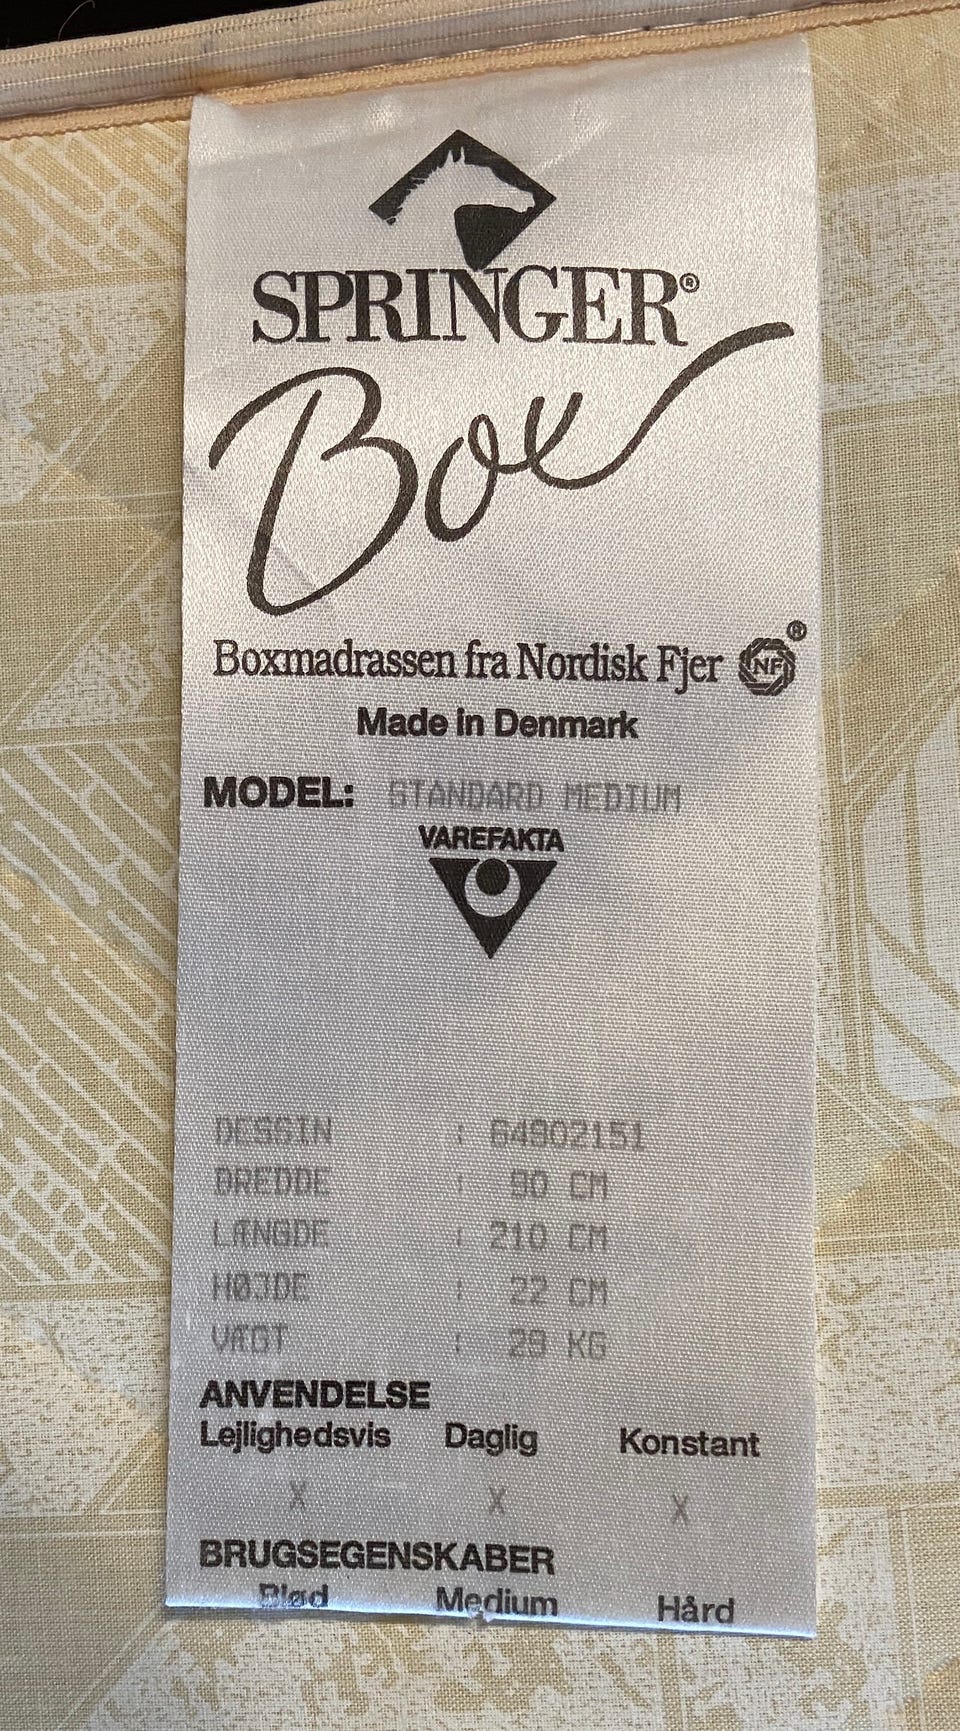 SPRINGER®
Box
Boxmadrassen fra Nordisk Fjer NF®
Made in Denmark
MODEL: STANDARD MEDIUM
VAREFAKTA
DESSIN : 64902151
BREDDE : 90 CM
LÆNGDE : 210 CM
HØJDE : 22 CM
VÆGT : 29 KG
ANVENDELSE
Lejlighedsvis Daglig Konstant
X X X
BRUGSEGENSKABER
Blød Medium Hård